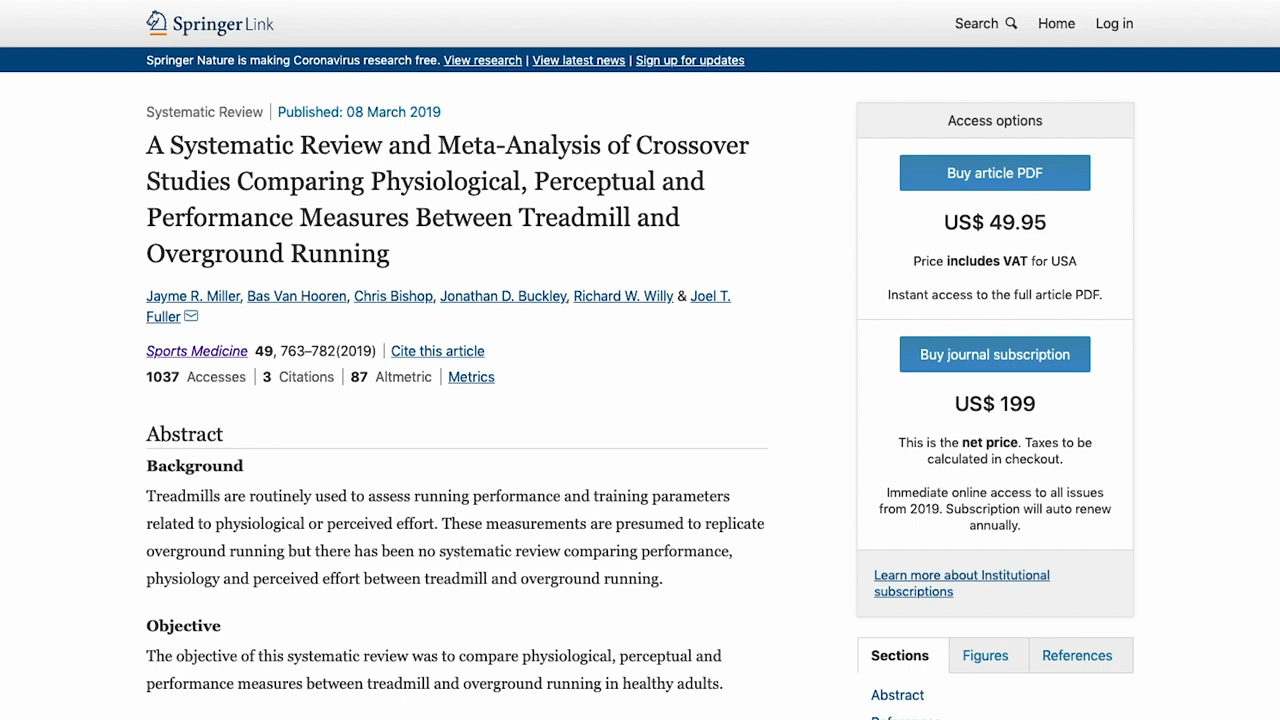 Springer Link
Search
Home
Log in
Springer Nature is making Coronavirus research free. View research | View latest news | Sign up for updates
Systematic Review | Published: 08 March 2019
A Systematic Review and Meta-Analysis of Crossover
Studies Comparing Physiological, Perceptual and
Performance Measures Between Treadmill and
Overground Running
Jayme R. Miller, Bas Van Hooren, Chris Bishop, Jonathan D. Buckley, Richard W. Willy & Joel T.
Fuller
Sports Medicine 49, 763–782(2019) | Cite this article
1037 Accesses | 3 Citations | 87 Altmetric | Metrics
Abstract
Background
Treadmills are routinely used to assess running performance and training parameters
related to physiological or perceived effort. These measurements are presumed to replicate
overground running but there has been no systematic review comparing performance,
physiology and perceived effort between treadmill and overground running.
Objective
The objective of this systematic review was to compare physiological, perceptual and
performance measures between treadmill and overground running in healthy adults.
Access options
Buy article PDF
US$ 49.95
Price includes VAT for USA
Instant access to the full article PDF.
Buy journal subscription
US$ 199
This is the net price. Taxes to be
calculated in checkout.
Immediate online access to all issues
from 2019. Subscription will auto renew
annually.
Learn more about Institutional
subscriptions
Sections
Figures
References
Abstract